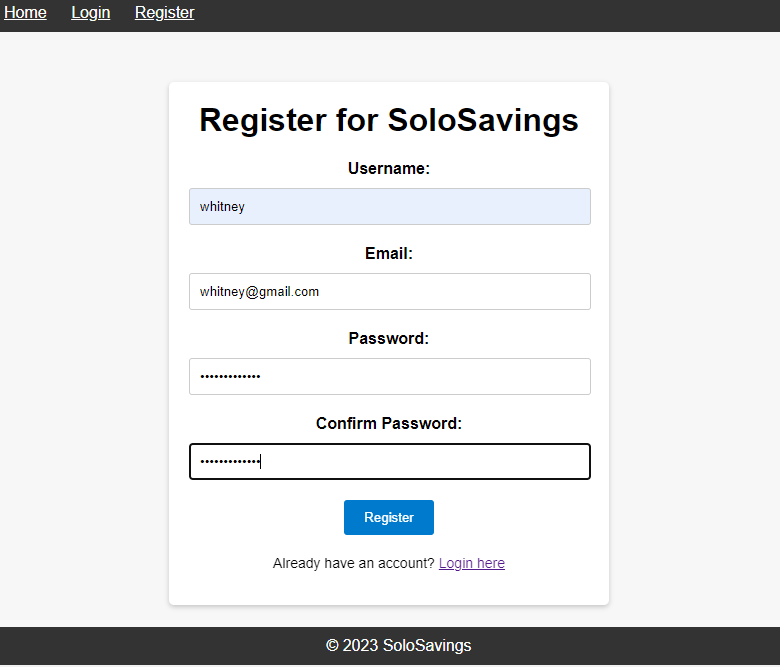 Home Login Register
Register for SoloSavings
Username:
whitney
Email:
whitney@gmail.com
Password:
•••••••••••••
Confirm Password:
•••••••••••••
Register
Already have an account? Login here
© 2023 SoloSavings